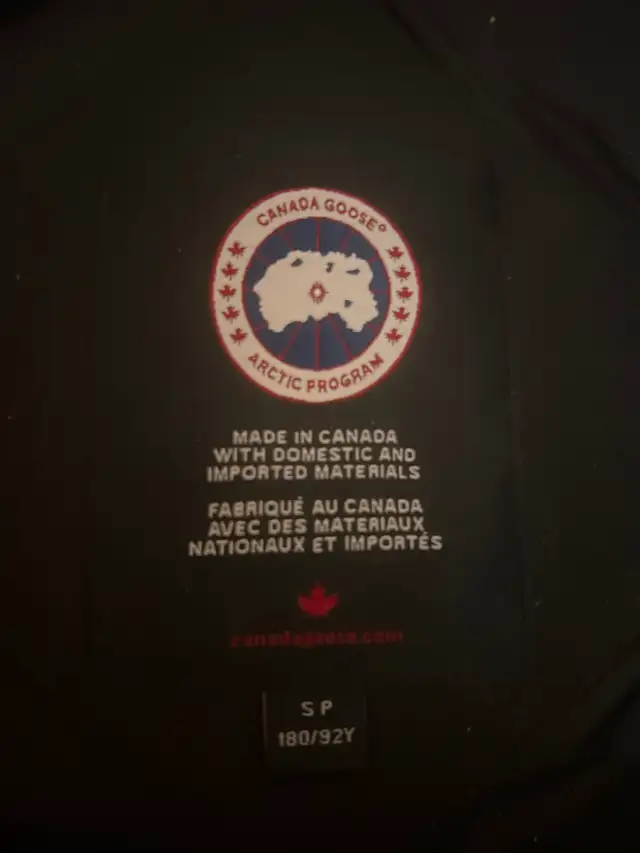 CANADA GOOSE®
ARCTIC PROGRAM
MADE IN CANADA
WITH DOMESTIC AND
IMPORTED MATERIALS
FABRIQUÉ AU CANADA
AVEC DES MATERIAUX
NATIONAUX ET IMPORTÉS
canadagoose.com
S P
180/92Y